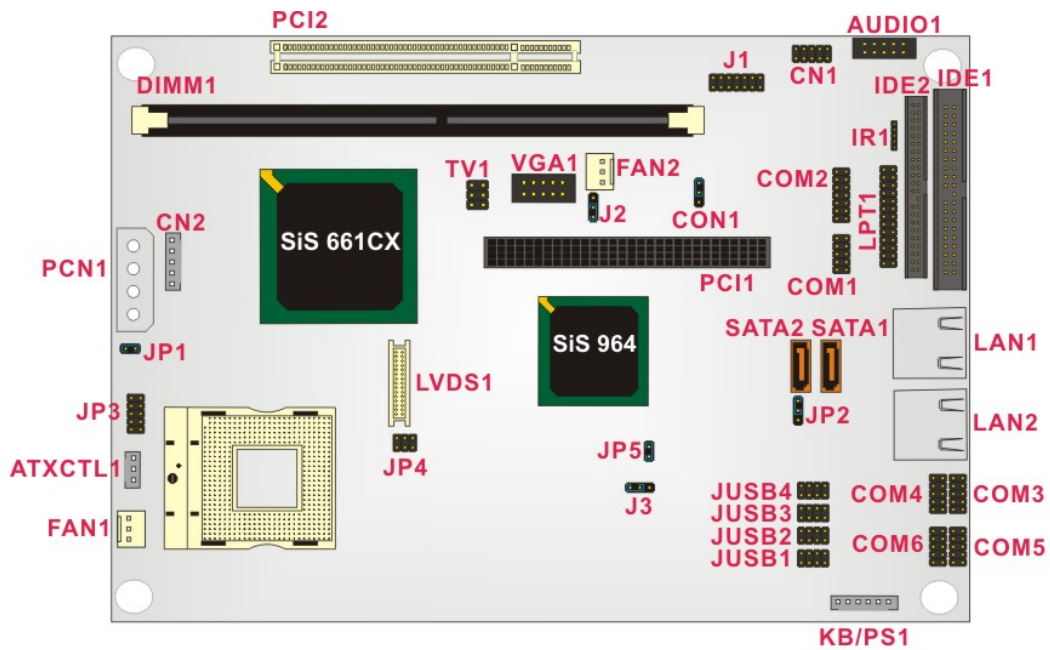 PCI2
AUDIO1
J1
CN1
DIMM1
IDE2
IDE1
IR1
TV1
VGA1
FAN2
COM2
LPT1
J2
CON1
CN2
SiS 661CX
PCN1
PCI1
COM1
SATA2
SATA1
SiS 964
LAN1
JP1
LVDS1
JP3
JP2
LAN2
JP5
JP4
ATXCTL1
J3
JUSB4
COM4
COM3
JUSB3
FAN1
JUSB2
COM6
COM5
JUSB1
KB/PS1